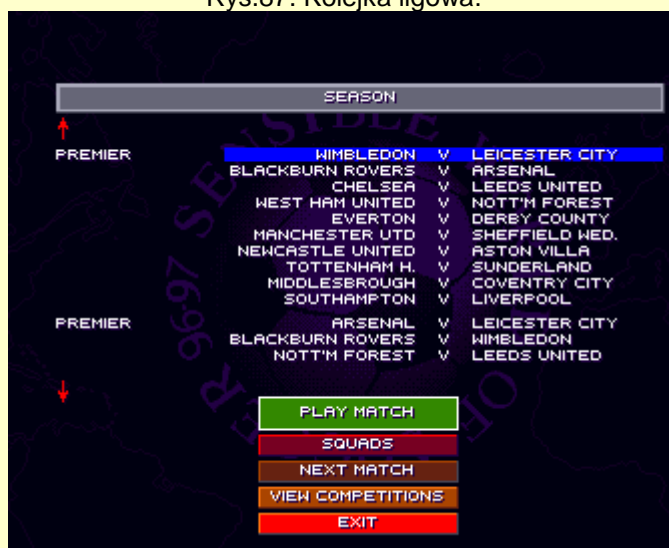 Rys.37. Kolejka ligowa.
SEASON
PREMIER WIMBLEDON V LEICESTER CITY
BLACKBURN ROVERS V ARSENAL
CHELSEA V LEEDS UNITED
WEST HAM UNITED V NOTT'M FOREST
EVERTON V DERBY COUNTY
MANCHESTER UTD V SHEFFIELD WED.
NEWCASTLE UNITED V ASTON VILLA
TOTTENHAM H. V SUNDERLAND
MIDDLESBROUGH V COVENTRY CITY
SOUTHAMPTON V LIVERPOOL
PREMIER ARSENAL V LEICESTER CITY
BLACKBURN ROVERS V WIMBLEDON
NOTT'M FOREST V LEEDS UNITED
PLAY MATCH
SQUADS
NEXT MATCH
VIEW COMPETITIONS
EXIT